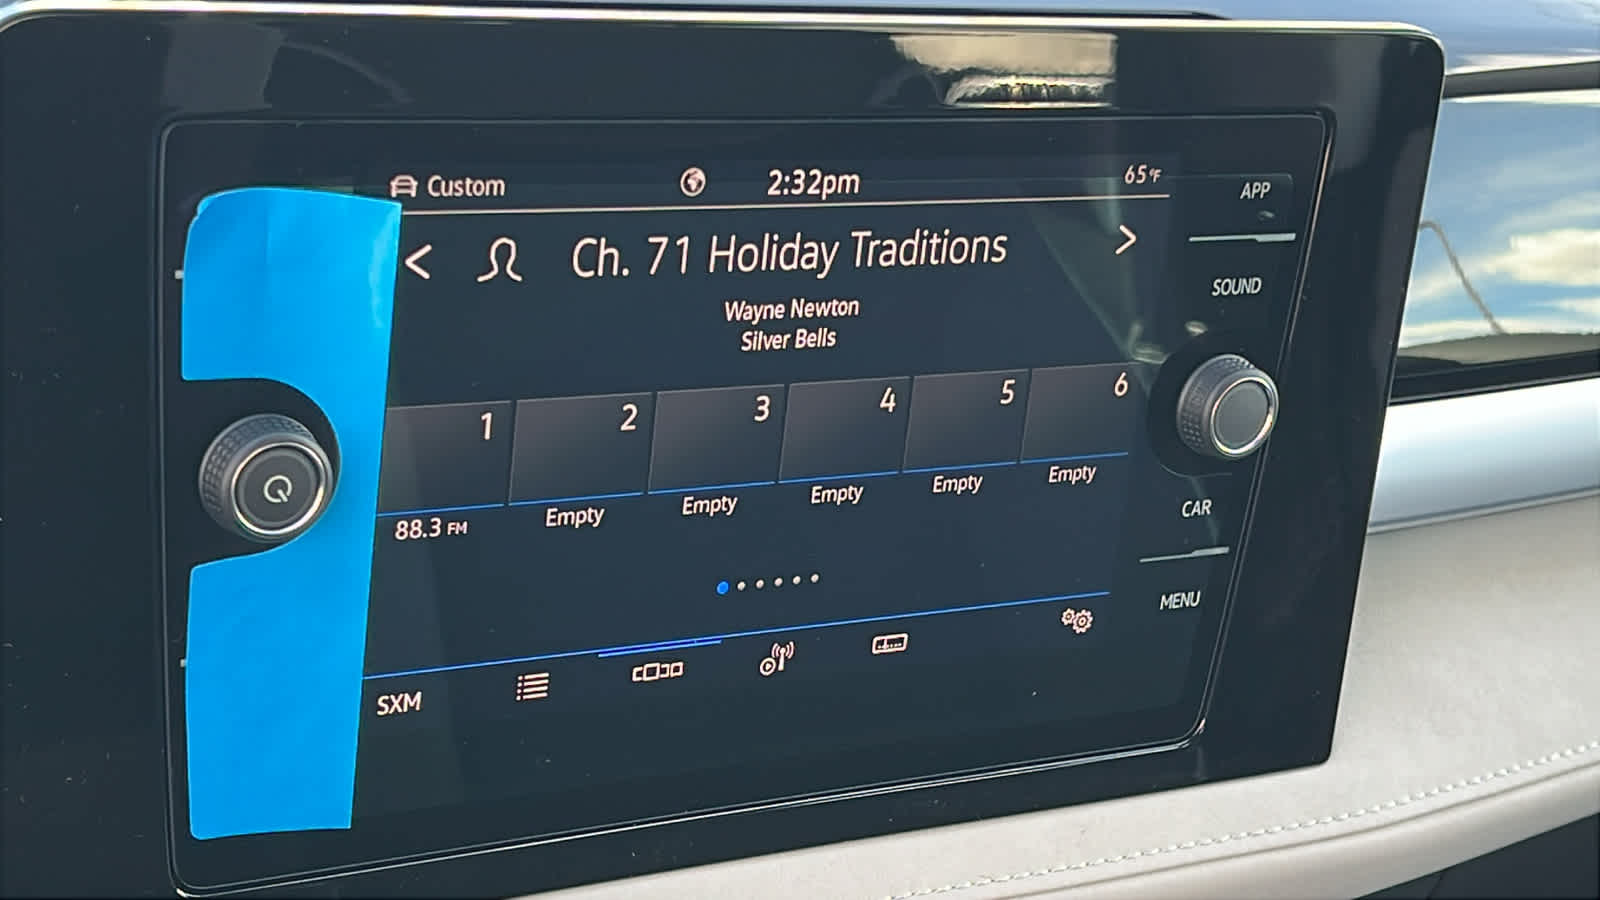 Custom 2:32pm 65°F
APP
< Ch. 71 Holiday Traditions >
SOUND
Wayne Newton
Silver Bells
1 2 3 4 5 6
88.3 FM Empty Empty Empty Empty Empty
CAR
MENU
SXM